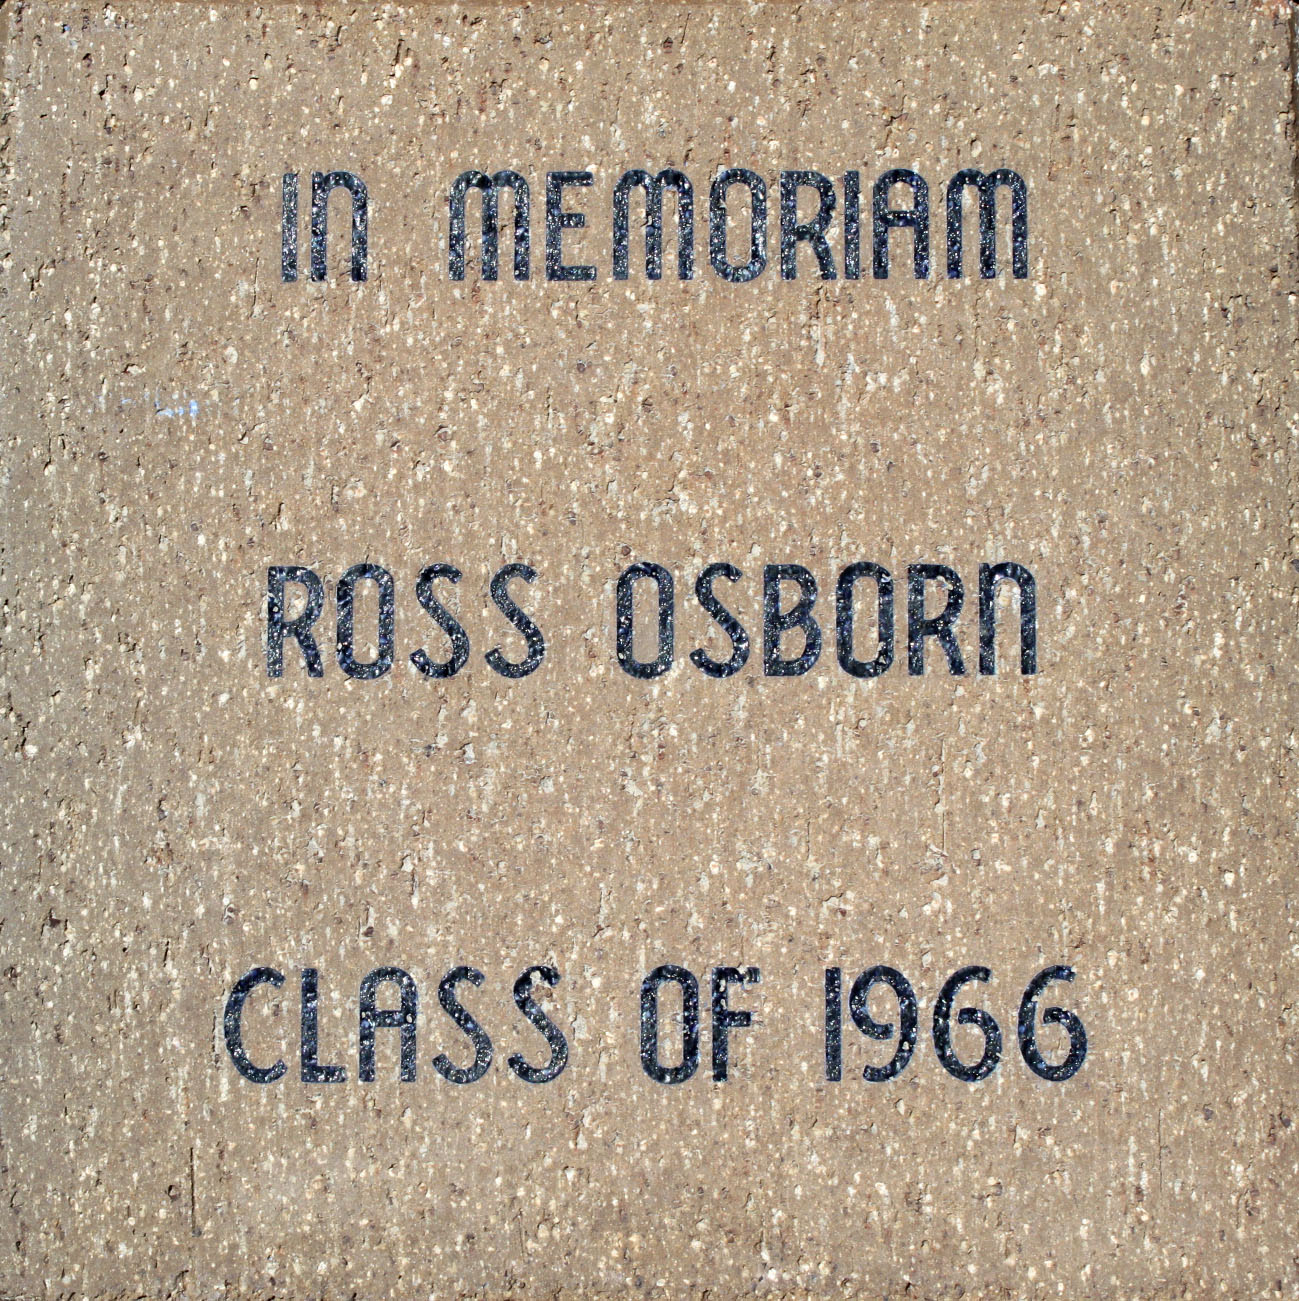 IN MEMORIAM
ROSS OSBORN
CLASS OF 1966